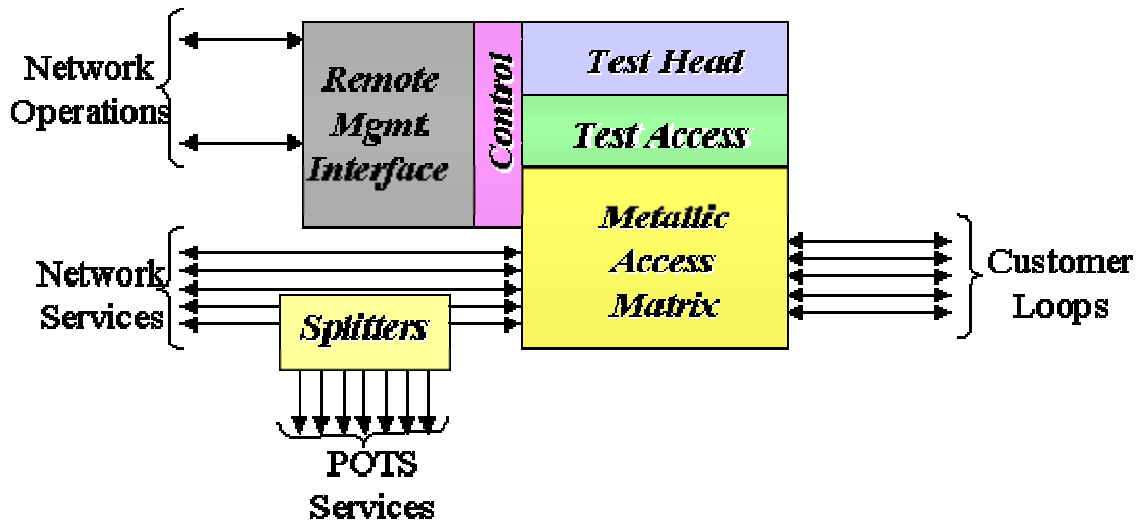 Network
Operations
Remote
Mgmt.
Interface
Control
Test Head
Test Access
Metallic
Access
Matrix
Network
Services
Splitters
Customer
Loops
POTS
Services